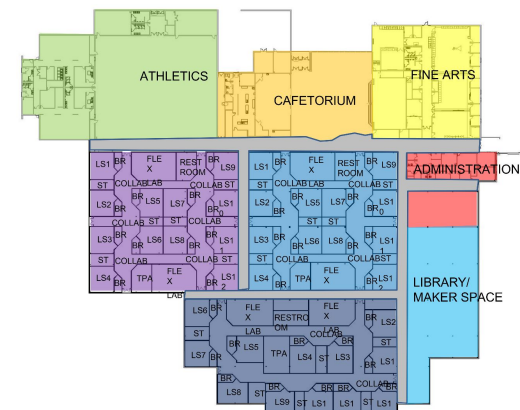 ATHLETICS
CAFETORIUM
FINE ARTS
ADMINISTRATION
LIBRARY/
MAKER SPACE
LS1
BR
FLE
X
REST
ROOM
BR
LS9
ST
COLLAB
LAB
COLLAB
ST
LS2
BR
LS5
LS7
BR
LS1
0
COLLAB
ST
ST
COLLAB
LS3
BR
LS6
LS8
BR
LS1
1
ST
COLLAB
COLLAB
ST
LS4
BR
TPA
FLE
X
BR
LS1
2
LAB
LS1
BR
FLE
X
REST
ROOM
BR
LS9
ST
COLLAB
LAB
COLLAB
ST
LS2
BR
LS5
LS7
BR
LS1
0
COLLAB
ST
ST
COLLAB
LS3
BR
LS6
LS8
BR
LS1
1
ST
COLLAB
COLLAB
ST
LS4
BR
TPA
FLE
X
BR
LS1
2
LS6
BR
FLE
X
RESTRO
OM
FLE
X
BR
LS2
LAB
LAB
COLLAB
ST
BR
LS5
TPA
BR
LS4
ST
BR
LS3
ST
LS7
BR
LS1
COLLAB
BR
LS8
ST
BR
LS9
ST
BR
LS1
BR
LS1
ST
BR
LS1